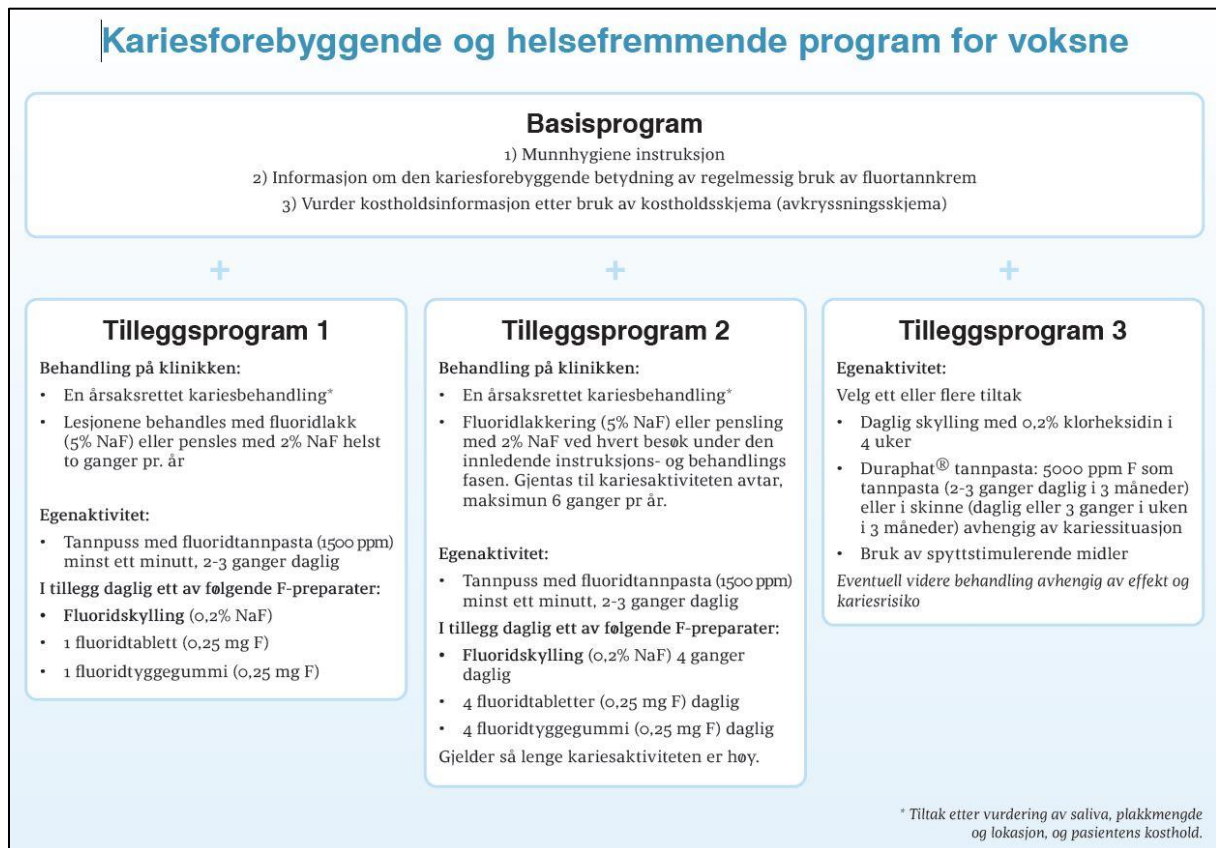 Kariesforebyggende og helsefremmende program for voksne
Basisprogram
1) Munnhygiene instruksjon
2) Informasjon om den kariesforebyggende betydning av regelmessig bruk av fluortannkrem
3) Vurder kostholdsinformasjon etter bruk av kostholdsskjema (avkryssningsskjema)
+ + +
Tilleggsprogram 1
Behandling på klinikken:
• En årsaksrettet kariesbehandling*
• Lesjonene behandles med fluoridlakk
(5% NaF) eller pensles med 2% NaF helst
to ganger pr. år
Egenaktivitet:
• Tannpuss med fluoridtannpasta (1500 ppm)
minst ett minutt, 2-3 ganger daglig
I tillegg daglig ett av følgende F-preparater:
• Fluoridskylling (0,2% NaF)
• 1 fluoridtablett (0,25 mg F)
• 1 fluoridtyggegummi (0,25 mg F)
Tilleggsprogram 2
Behandling på klinikken:
• En årsaksrettet kariesbehandling*
• Fluoridlakkering (5% NaF) eller pensling
med 2% NaF ved hvert besøk under den
innledende instruksjons- og behandlings
fasen. Gjentas til kariesaktiviteten avtar,
maksimun 6 ganger pr år.
Egenaktivitet:
• Tannpuss med fluoridtannpasta (1500 ppm)
minst ett minutt, 2-3 ganger daglig
I tillegg daglig ett av følgende F-preparater:
• Fluoridskylling (0,2% NaF) 4 ganger
daglig
• 4 fluoridtabletter (0,25 mg F) daglig
• 4 fluoridtyggegummi (0,25 mg F) daglig
Gjelder så lenge kariesaktiviteten er høy.
Tilleggsprogram 3
Egenaktivitet:
Velg ett eller flere tiltak
• Daglig skylling med 0,2% klorheksidin i
4 uker
• Duraphat® tannpasta: 5000 ppm F som
tannpasta (2-3 ganger daglig i 3 måneder)
eller i skinne (daglig eller 3 ganger i uken
i 3 måneder) avhengig av kariessituasjon
• Bruk av spyttstimulerende midler
Eventuell videre behandling avhengig av effekt og
kariesrisiko
* Tiltak etter vurdering av saliva, plakkmengde
og lokasjon, og pasientens kosthold.